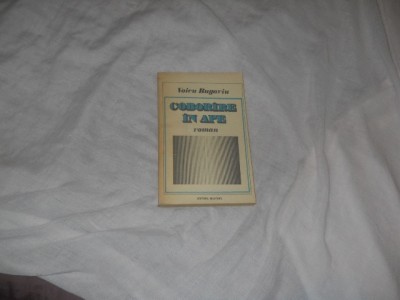 Voicu Bugariu
COBORÎRE
ÎN APE
roman